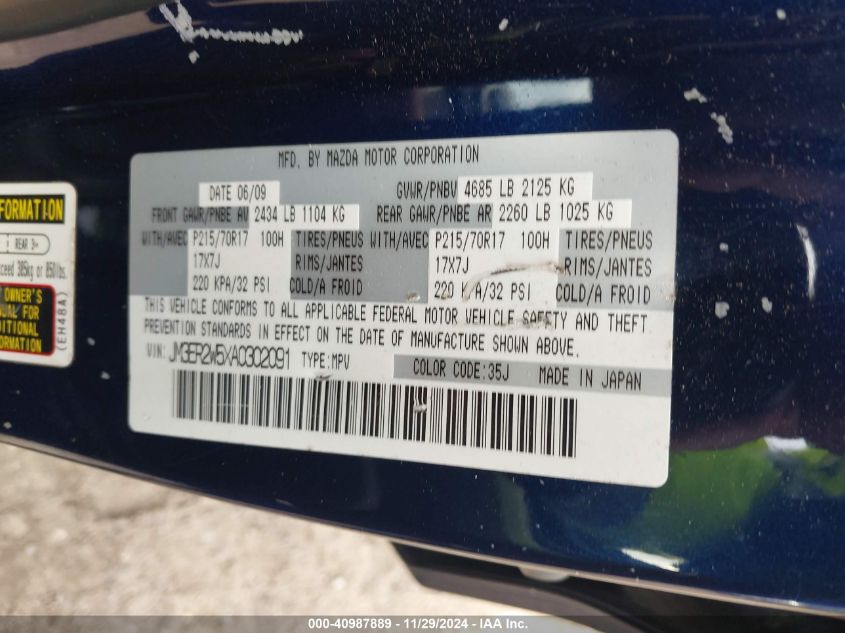 MFD. BY MAZDA MOTOR CORPORATION
DATE 06/09 GVWR/PNBV 4685 LB 2125 KG
FRONT GAWR/PNBE AV 2434 LB 1104 KG REAR GAWR/PNBE AR 2260 LB 1025 KG
WITH/AVEC P215/70R17 100H TIRES/PNEUS WITH/AVEC P215/70R17 100H TIRES/PNEUS
17X7J RIMS/JANTES 17X7J RIMS/JANTES
220 KPA/32 PSI COLD/A FROID 220 KPA/32 PSI COLD/A FROID
THIS VEHICLE CONFORMS TO ALL APPLICABLE FEDERAL MOTOR VEHICLE SAFETY AND THEFT
PREVENTION STANDARDS IN EFFECT ON THE DATE OF MANUFACTURE SHOWN ABOVE.
VIN: JM3ER2W5XA0302091 TYPE: MPV COLOR CODE: 35J MADE IN JAPAN
FORMATION
REAR 3
385kg or 850lbs.
OWNER'S
FOR
(EH48A)
000-40987889 - 11/29/2024 - IAA Inc.